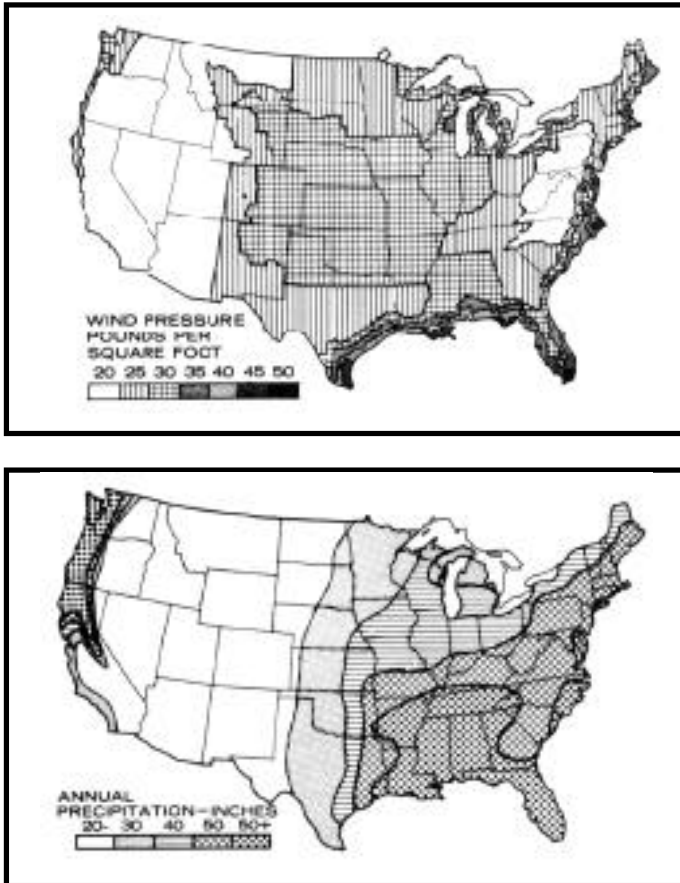 WIND PRESSURE
POUNDS PER
SQUARE FOCT
20 25 30 35 40 45 50
ANNUAL
PRECIPITATION—INCHES
20- 30 40 50 50+